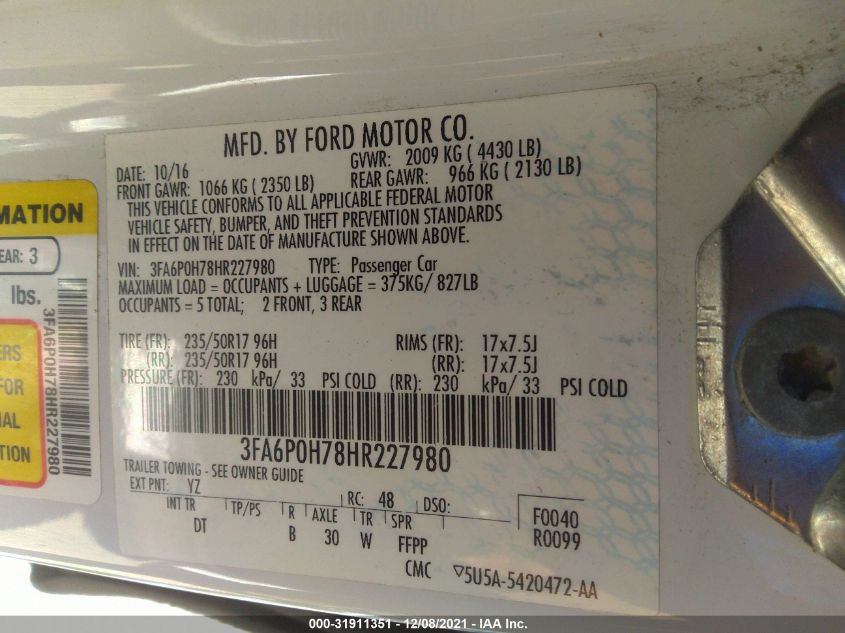 MFD. BY FORD MOTOR CO.
DATE: 10/16 GVWR: 2009 KG ( 4430 LB)
FRONT GAWR: 1066 KG ( 2350 LB) REAR GAWR: 966 KG ( 2130 LB)
THIS VEHICLE CONFORMS TO ALL APPLICABLE FEDERAL MOTOR
VEHICLE SAFETY, BUMPER, AND THEFT PREVENTION STANDARDS
IN EFFECT ON THE DATE OF MANUFACTURE SHOWN ABOVE.
VIN: 3FA6P0H78HR227980 TYPE: Passenger Car
MAXIMUM LOAD = OCCUPANTS + LUGGAGE = 375KG/ 827LB
OCCUPANTS = 5 TOTAL; 2 FRONT, 3 REAR
TIRE (FR): 235/50R17 96H RIMS (FR): 17x7.5J
(RR): 235/50R17 96H (RR): 17x7.5J
PRESSURE (FR): 230 kPa/ 33 PSI COLD (RR): 230 kPa/ 33 PSI COLD
3FA6P0H78HR227980
TRAILER TOWING - SEE OWNER GUIDE
EXT PNT: YZ RC: 48 DSO:
INT TR TP/PS R AXLE TR SPR F0040
DT B 30 W FFPP R0099
CMC ▽5U5A-5420472-AA
MATION
EAR: 3
lbs.
3FA6P0H78HR227980
ERS
FOR
NAL
TION
000-31911351 - 12/08/2021 - IAA Inc.